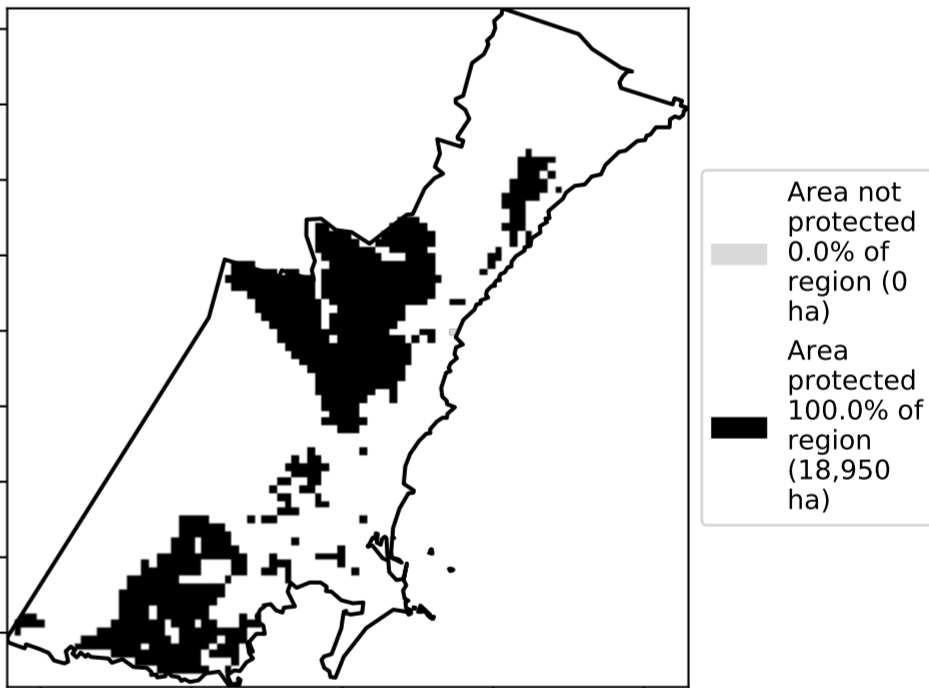 Area not
protected
0.0% of
region (0
ha)
Area
protected
100.0% of
region
(18,950
ha)